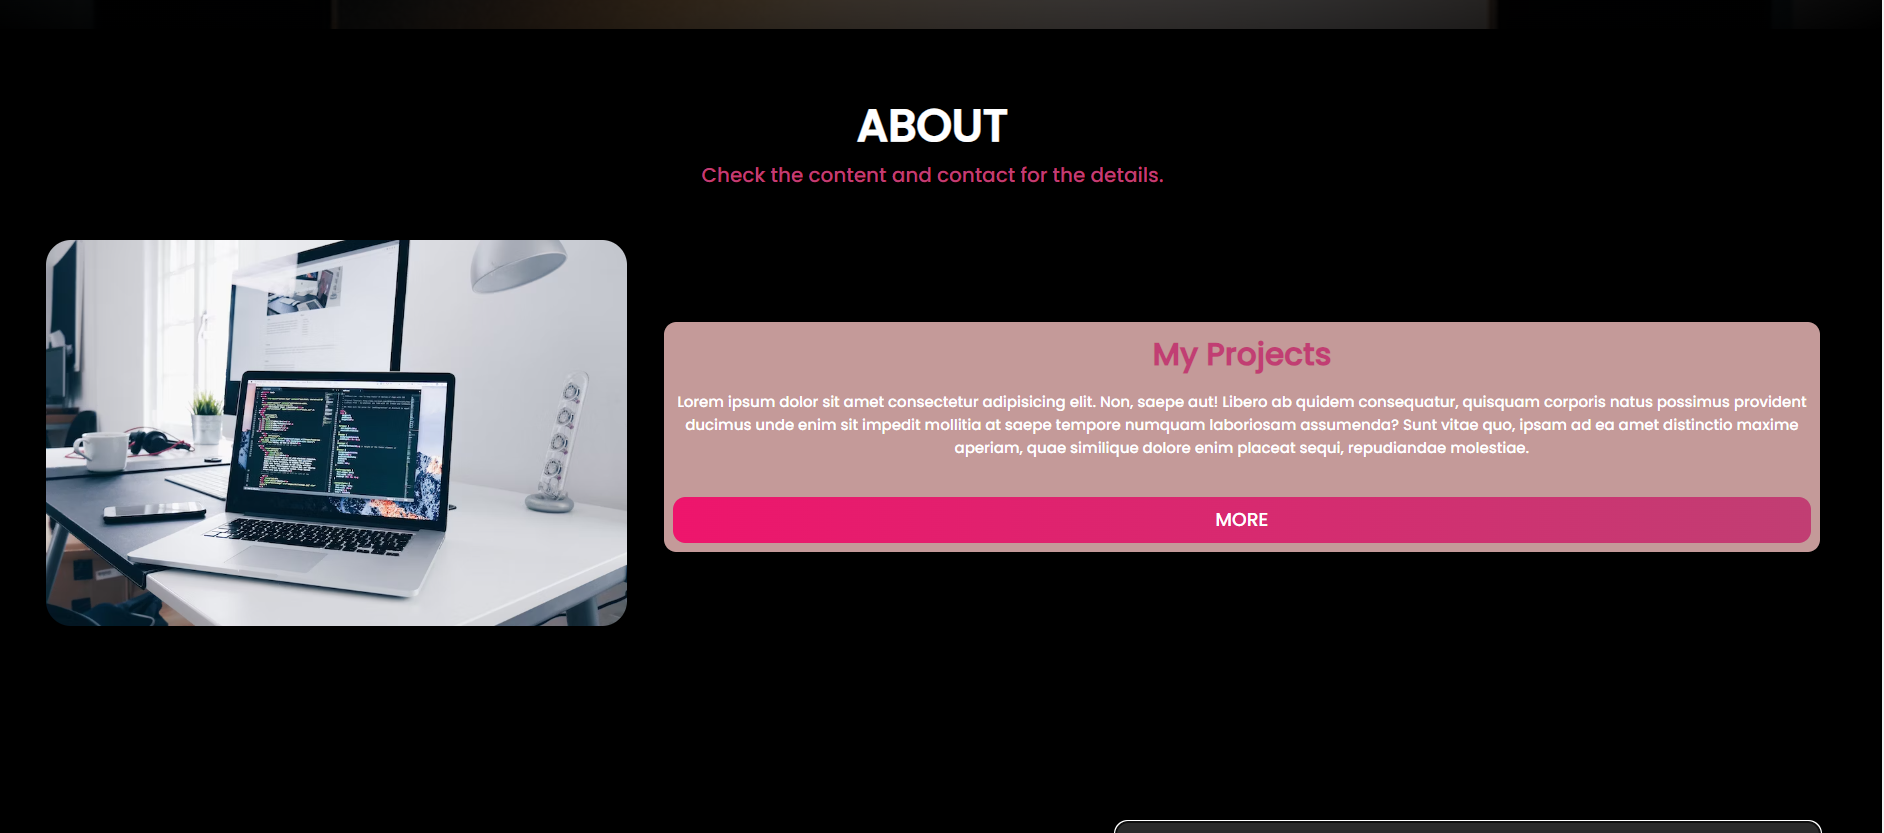 ABOUT
Check the content and contact for the details.
My Projects
Lorem ipsum dolor sit amet consectetur adipisicing elit. Non, saepe aut! Libero ab quidem consequatur, quisquam corporis natus possimus provident
ducimus unde enim sit impedit mollitia at saepe tempore numquam laboriosam assumenda? Sunt vitae quo, ipsam ad ea amet distinctio maxime
aperiam, quae similique dolore enim placeat sequi, repudiandae molestiae.
MORE